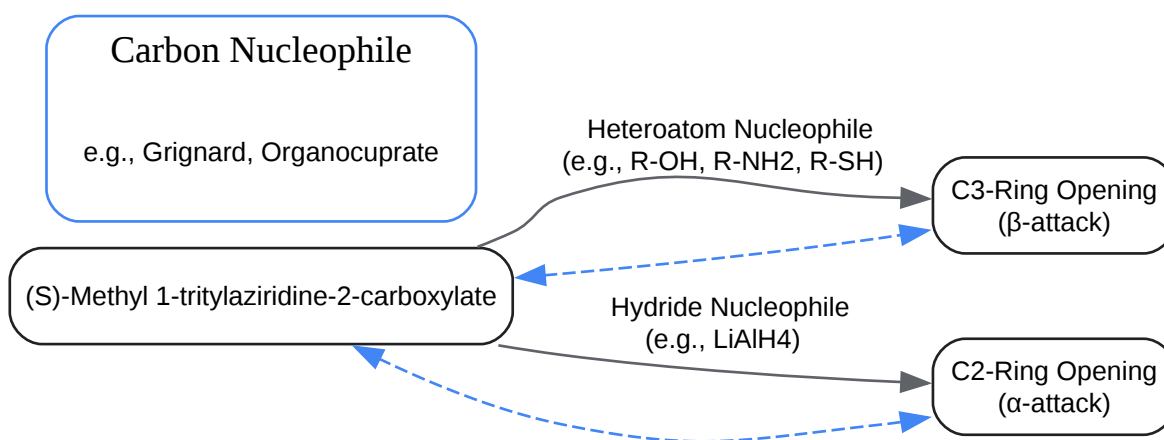 Carbon Nucleophile
e.g., Grignard, Organocuprate
Heteroatom Nucleophile
(e.g., R-OH, R-NH2, R-SH)
C3-Ring Opening
(β-attack)
(S)-Methyl 1-tritylaziridine-2-carboxylate
Hydride Nucleophile
(e.g., LiAlH4)
C2-Ring Opening
(α-attack)